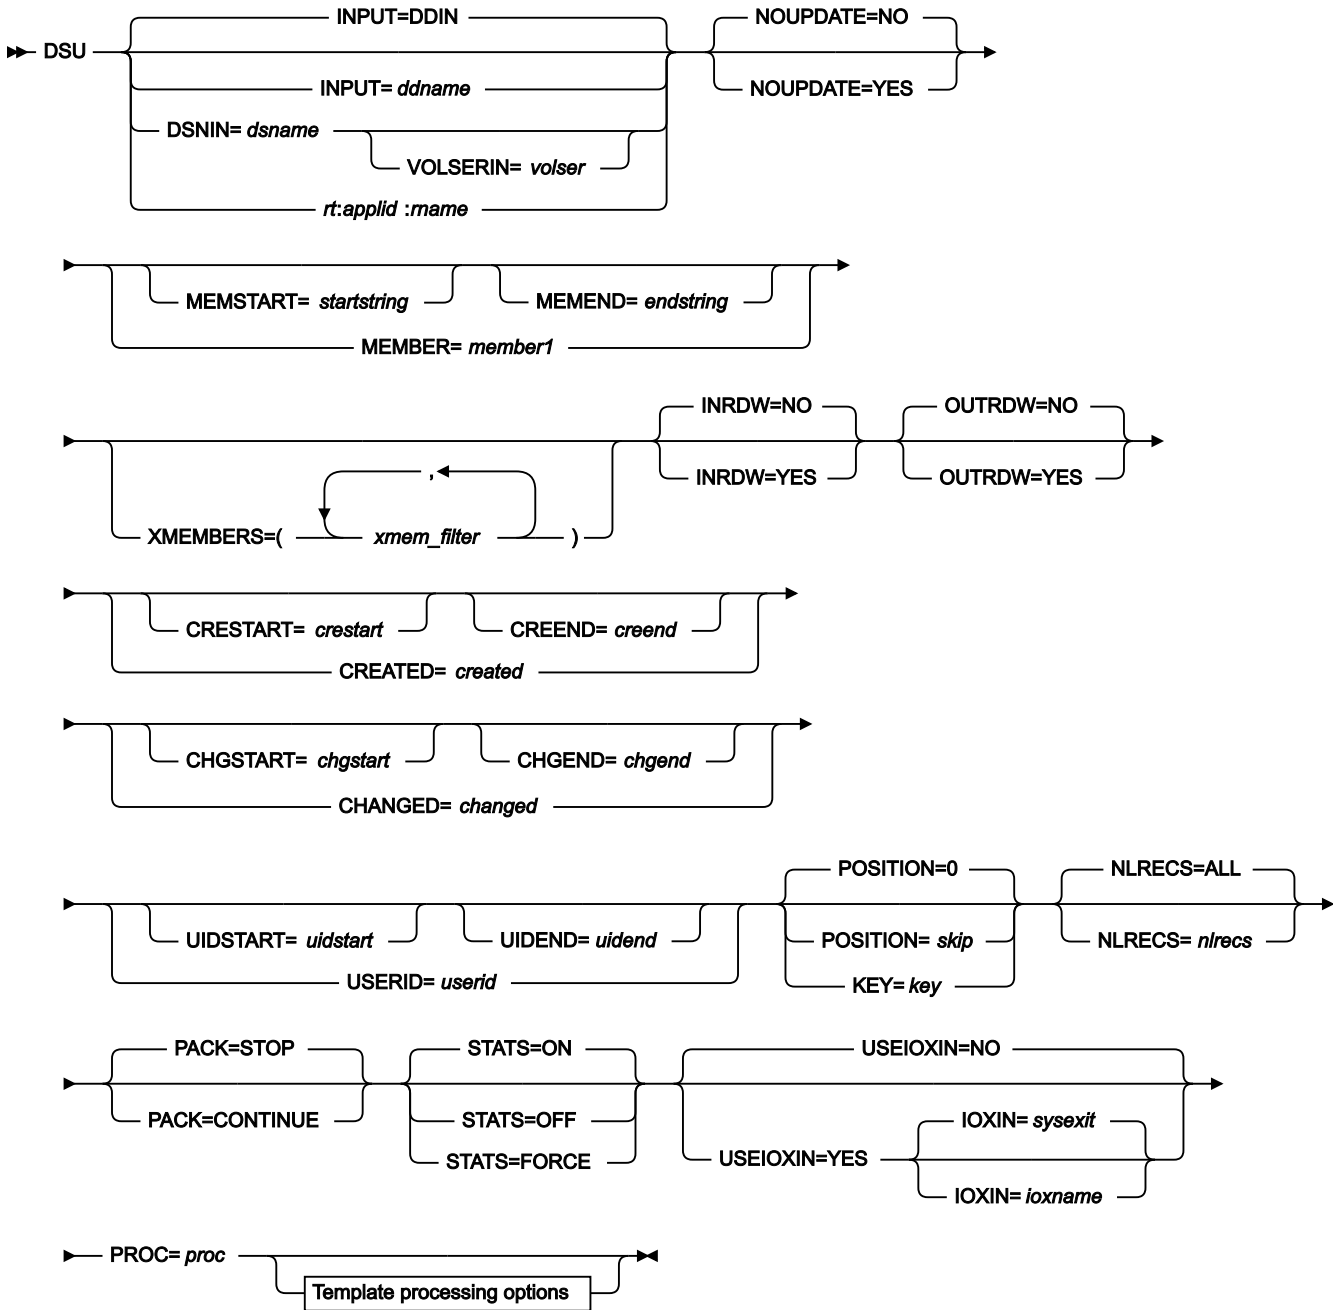 INPUT=DDIN NOUPDATE=NO
DSU
INPUT= ddname NOUPDATE=YES
DSNIN= dsname
VOLSERIN= volser
rt:applid :rname
MEMSTART= startstring MEMEND= endstring
MEMBER= member1
INRDW=NO OUTRDW=NO
,
INRDW=YES OUTRDW=YES
XMEMBERS=( xmem_filter )
CRESTART= crestart CREEND= creend
CREATED= created
CHGSTART= chgstart CHGEND= chgend
CHANGED= changed
POSITION=0 NLRECS=ALL
UIDSTART= uidstart UIDEND= uidend POSITION= skip NLRECS= nlrecs
USERID= userid KEY= key
PACK=STOP STATS=ON USEIOXIN=NO
PACK=CONTINUE STATS=OFF IOXIN= sysexit
STATS=FORCE USEIOXIN=YES
IOXIN= ioxname
PROC= proc
Template processing options